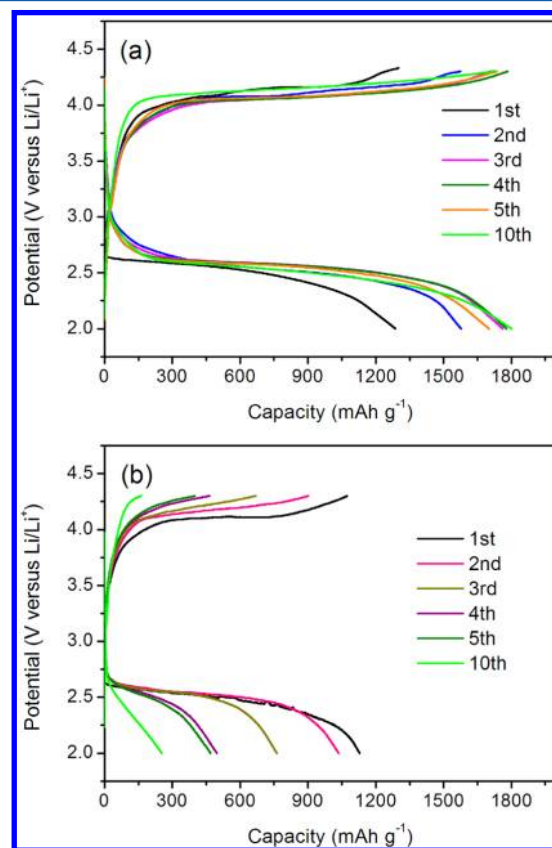 (a)
Potential (V versus Li/Li⁺)
4.5
4.0
3.5
3.0
2.5
2.0
1st
2nd
3rd
4th
5th
10th
0 300 600 900 1200 1500 1800
Capacity (mAh g⁻¹)
(b)
Potential (V versus Li/Li⁺)
4.5
4.0
3.5
3.0
2.5
2.0
1st
2nd
3rd
4th
5th
10th
0 300 600 900 1200 1500 1800
Capacity (mAh g⁻¹)